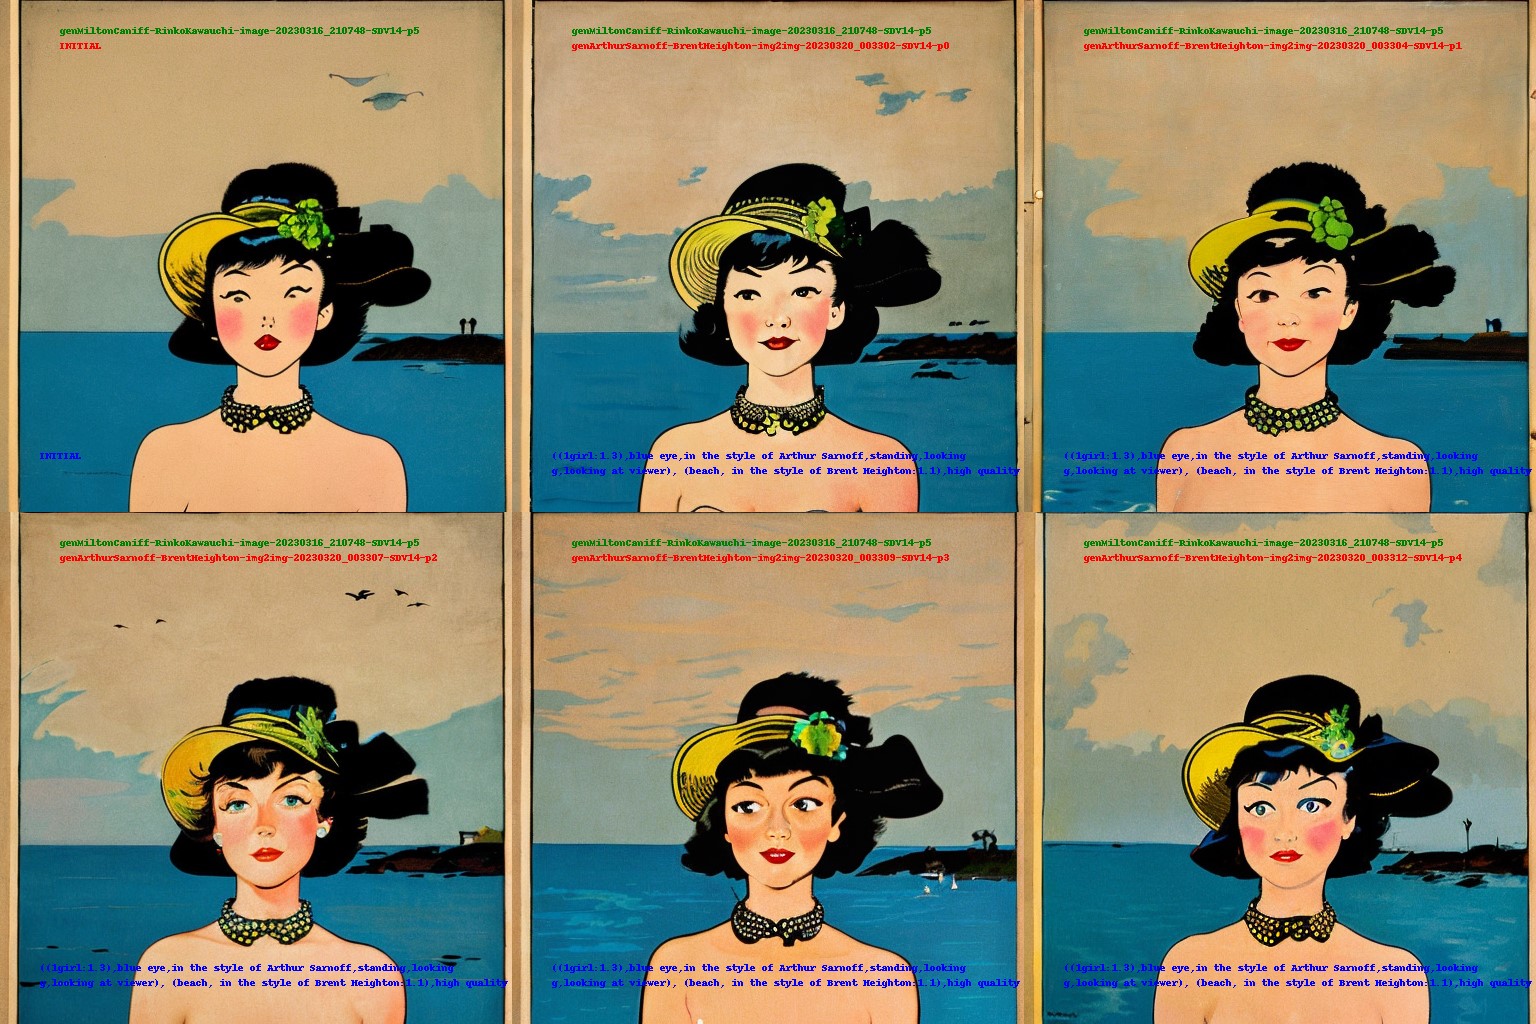 genMiltonCaniff-RinkoKawauchi-image-20230316_210748-SDV14-p5
INITIAL
INITIAL
genMiltonCaniff-RinkoKawauchi-image-20230316_210748-SDV14-p5
genArthurSarnoff-BrentHeighton-img2img-20230320_003302-SDV14-p0
((1girl:1.3),blue eye,in the style of Arthur Sarnoff,standing,looking
g,looking at viewer), (beach, in the style of Brent Heighton:1.1),high quality
genMiltonCaniff-RinkoKawauchi-image-20230316_210748-SDV14-p5
genArthurSarnoff-BrentHeighton-img2img-20230320_003304-SDV14-p1
((1girl:1.3),blue eye,in the style of Arthur Sarnoff,standing,looking
g,looking at viewer), (beach, in the style of Brent Heighton:1.1),high quality
genMiltonCaniff-RinkoKawauchi-image-20230316_210748-SDV14-p5
genArthurSarnoff-BrentHeighton-img2img-20230320_003307-SDV14-p2
((1girl:1.3),blue eye,in the style of Arthur Sarnoff,standing,looking
g,looking at viewer), (beach, in the style of Brent Heighton:1.1),high quality
genMiltonCaniff-RinkoKawauchi-image-20230316_210748-SDV14-p5
genArthurSarnoff-BrentHeighton-img2img-20230320_003309-SDV14-p3
((1girl:1.3),blue eye,in the style of Arthur Sarnoff,standing,looking
g,looking at viewer), (beach, in the style of Brent Heighton:1.1),high quality
genMiltonCaniff-RinkoKawauchi-image-20230316_210748-SDV14-p5
genArthurSarnoff-BrentHeighton-img2img-20230320_003312-SDV14-p4
((1girl:1.3),blue eye,in the style of Arthur Sarnoff,standing,looking
g,looking at viewer), (beach, in the style of Brent Heighton:1.1),high quality